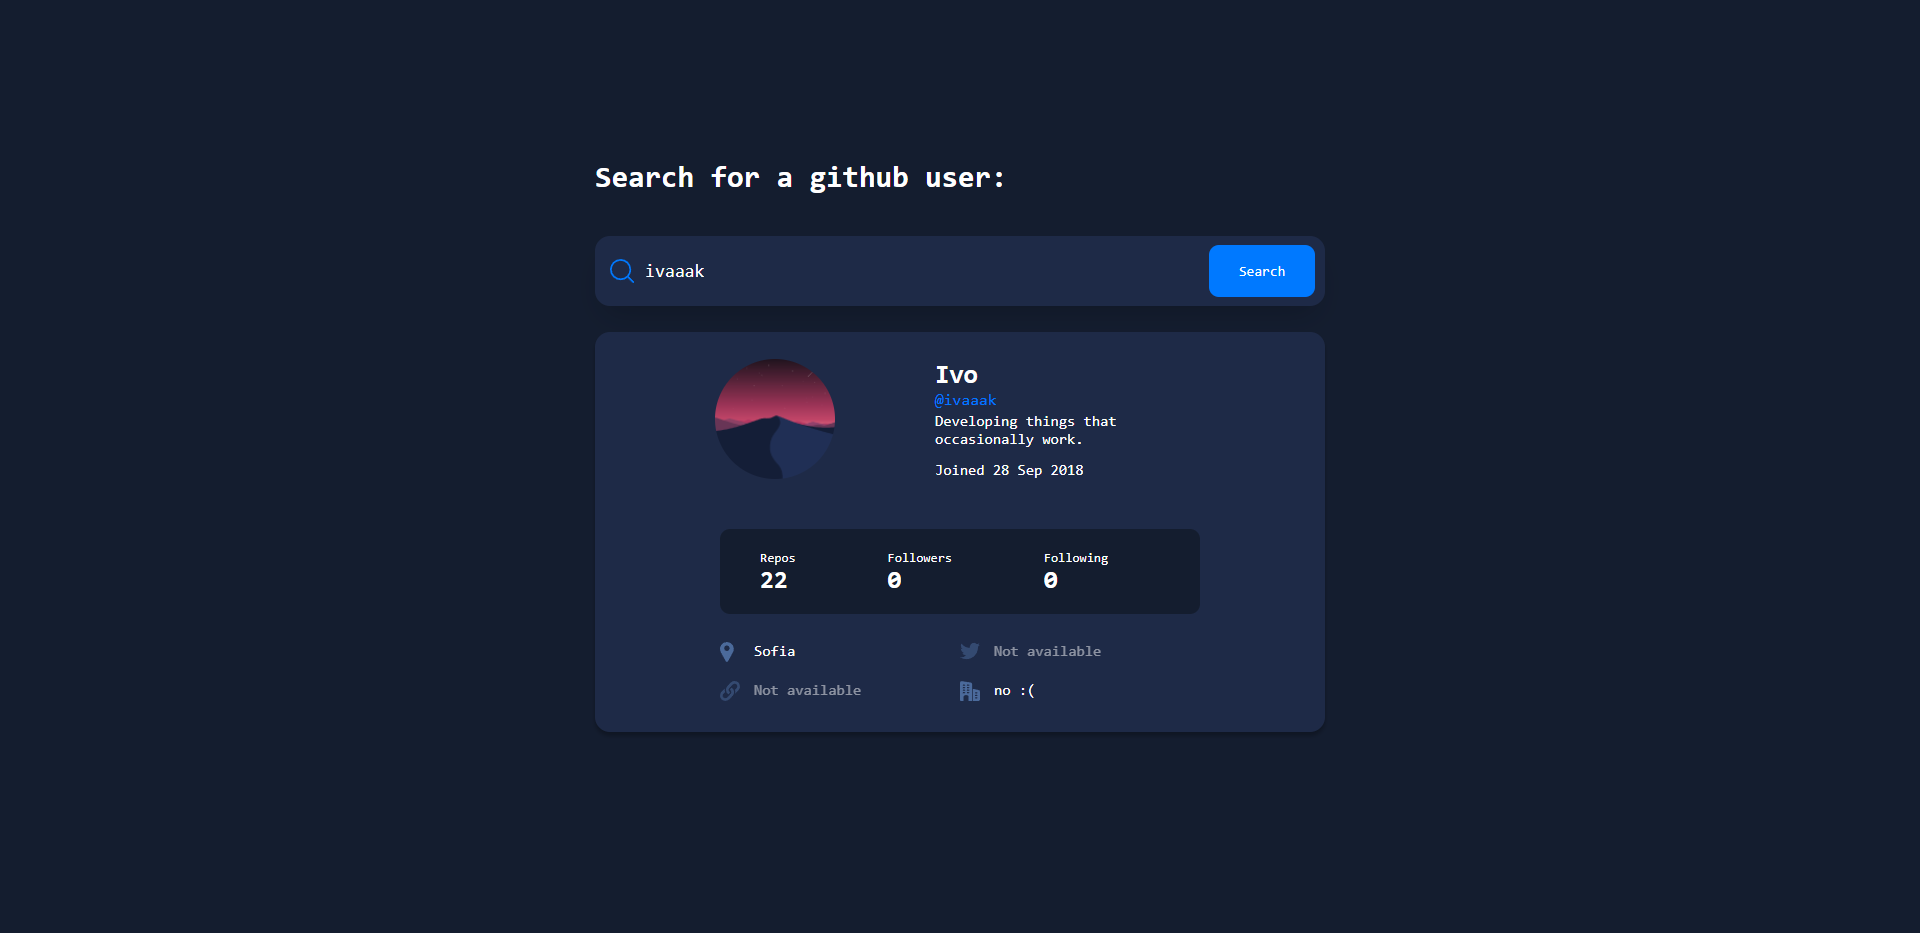 Search for a github user:
ivaaak
Search
Ivo
@ivaaak
Developing things that
occasionally work.
Joined 28 Sep 2018
Repos Followers Following
22 0 0
Sofia Not available
Not available no :(